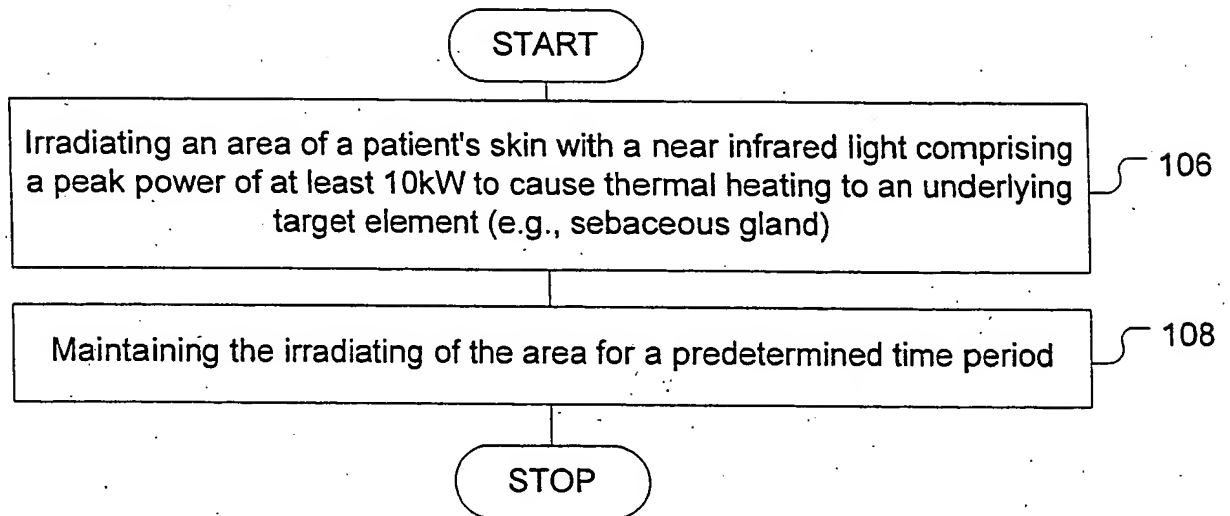 START
Irradiating an area of a patient's skin with a near infrared light comprising
a peak power of at least 10kW to cause thermal heating to an underlying
target element (e.g., sebaceous gland)
106
Maintaining the irradiating of the area for a predetermined time period
108
STOP